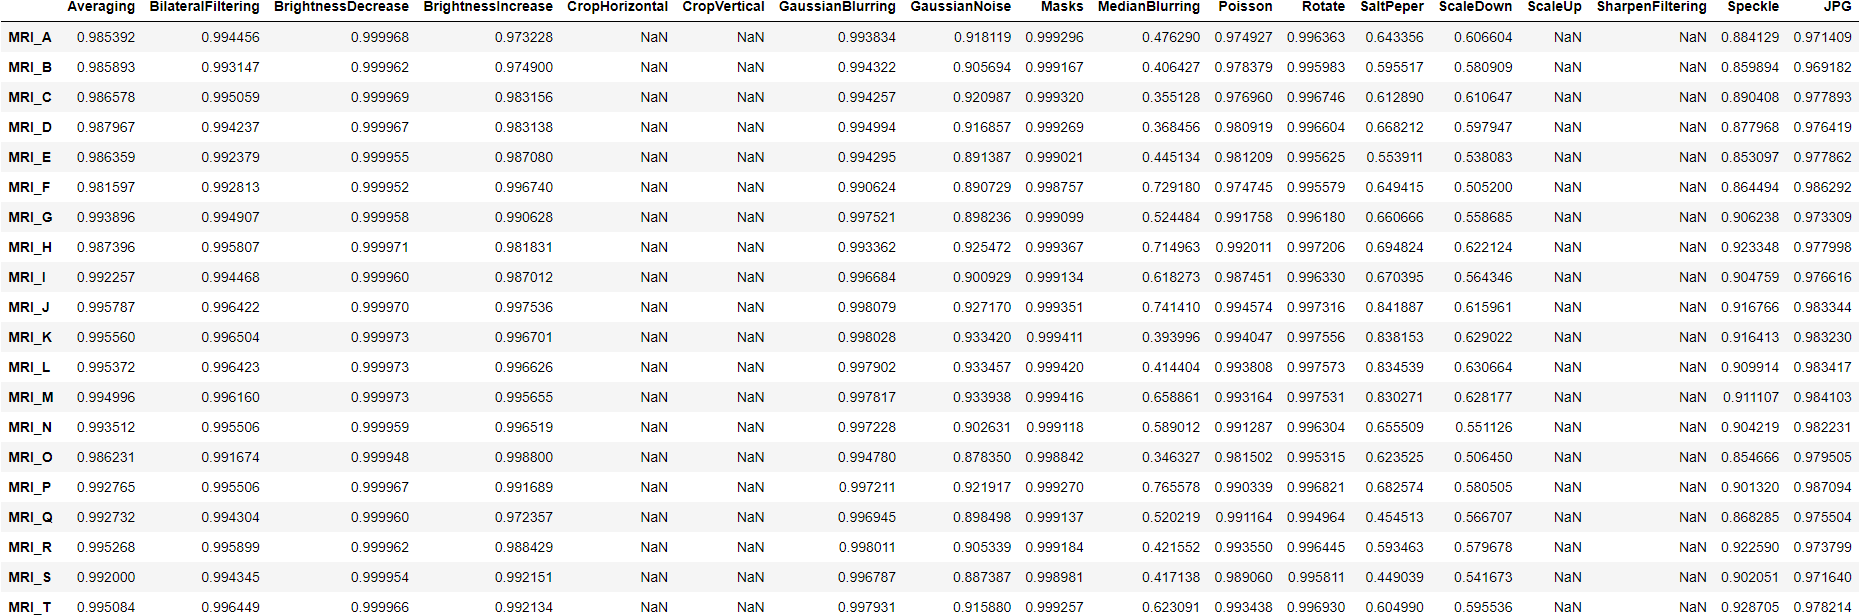 Averaging BilateralFiltering BrightnessDecrease BrightnessIncrease CropHorizontal CropVertical GaussianBlurring GaussianNoise Masks MedianBlurring Poisson Rotate SaltPeper ScaleDown ScaleUp SharpenFiltering Speckle JPG
MRI_A 0.985392 0.994456 0.999968 0.973228 NaN NaN 0.993834 0.918119 0.999296 0.476290 0.974927 0.996363 0.643356 0.606604 NaN NaN 0.884129 0.971409
MRI_B 0.985893 0.993147 0.999962 0.974900 NaN NaN 0.994322 0.905694 0.999167 0.406427 0.978379 0.995983 0.595517 0.580909 NaN NaN 0.859894 0.969182
MRI_C 0.986578 0.995059 0.999969 0.983156 NaN NaN 0.994257 0.920987 0.999320 0.355128 0.976960 0.996746 0.612890 0.610647 NaN NaN 0.890408 0.977893
MRI_D 0.987967 0.994237 0.999967 0.983138 NaN NaN 0.994994 0.916857 0.999269 0.368456 0.980919 0.996604 0.668212 0.597947 NaN NaN 0.877968 0.976419
MRI_E 0.986359 0.992379 0.999955 0.987080 NaN NaN 0.994295 0.891387 0.999021 0.445134 0.981209 0.995625 0.553911 0.538083 NaN NaN 0.853097 0.977862
MRI_F 0.981597 0.992813 0.999952 0.996740 NaN NaN 0.990624 0.890729 0.998757 0.729180 0.974745 0.995579 0.649415 0.505200 NaN NaN 0.864494 0.986292
MRI_G 0.993896 0.994907 0.999958 0.990628 NaN NaN 0.997521 0.898236 0.999099 0.524484 0.991758 0.996180 0.660666 0.558685 NaN NaN 0.906238 0.973309
MRI_H 0.987396 0.995807 0.999971 0.981831 NaN NaN 0.993362 0.925472 0.999367 0.714963 0.992011 0.997206 0.694824 0.622124 NaN NaN 0.923348 0.977998
MRI_I 0.992257 0.994468 0.999960 0.987012 NaN NaN 0.996684 0.900929 0.999134 0.618273 0.987451 0.996330 0.670395 0.564346 NaN NaN 0.904759 0.976616
MRI_J 0.995787 0.996422 0.999970 0.997536 NaN NaN 0.998079 0.927170 0.999351 0.741410 0.994574 0.997316 0.841887 0.615961 NaN NaN 0.916766 0.983344
MRI_K 0.995560 0.996504 0.999973 0.996701 NaN NaN 0.998028 0.933420 0.999411 0.393996 0.994047 0.997556 0.838153 0.629022 NaN NaN 0.916413 0.983230
MRI_L 0.995372 0.996423 0.999973 0.996626 NaN NaN 0.997902 0.933457 0.999420 0.414404 0.993808 0.997573 0.834539 0.630664 NaN NaN 0.909914 0.983417
MRI_M 0.994996 0.996160 0.999973 0.995655 NaN NaN 0.997817 0.933938 0.999416 0.658861 0.993164 0.997531 0.830271 0.628177 NaN NaN 0.911107 0.984103
MRI_N 0.993512 0.995506 0.999959 0.996519 NaN NaN 0.997228 0.902631 0.999118 0.589012 0.991287 0.996304 0.655509 0.551126 NaN NaN 0.904219 0.982231
MRI_O 0.986231 0.991674 0.999948 0.998800 NaN NaN 0.994780 0.878350 0.998842 0.346327 0.981502 0.995315 0.623525 0.506450 NaN NaN 0.854666 0.979505
MRI_P 0.992765 0.995506 0.999967 0.991689 NaN NaN 0.997211 0.921917 0.999270 0.765578 0.990339 0.996821 0.682574 0.580505 NaN NaN 0.901320 0.987094
MRI_Q 0.992732 0.994304 0.999960 0.972357 NaN NaN 0.996945 0.898498 0.999137 0.520219 0.991164 0.994964 0.454513 0.566707 NaN NaN 0.868285 0.975504
MRI_R 0.995268 0.995899 0.999962 0.988429 NaN NaN 0.998011 0.905339 0.999184 0.421552 0.993550 0.996445 0.593463 0.579678 NaN NaN 0.922590 0.973799
MRI_S 0.992000 0.994345 0.999954 0.992151 NaN NaN 0.996787 0.887387 0.998981 0.417138 0.989060 0.995811 0.449039 0.541673 NaN NaN 0.902051 0.971640
MRI_T 0.995084 0.996449 0.999966 0.992134 NaN NaN 0.997931 0.915880 0.999257 0.623091 0.993438 0.996930 0.604990 0.595536 NaN NaN 0.928705 0.978214